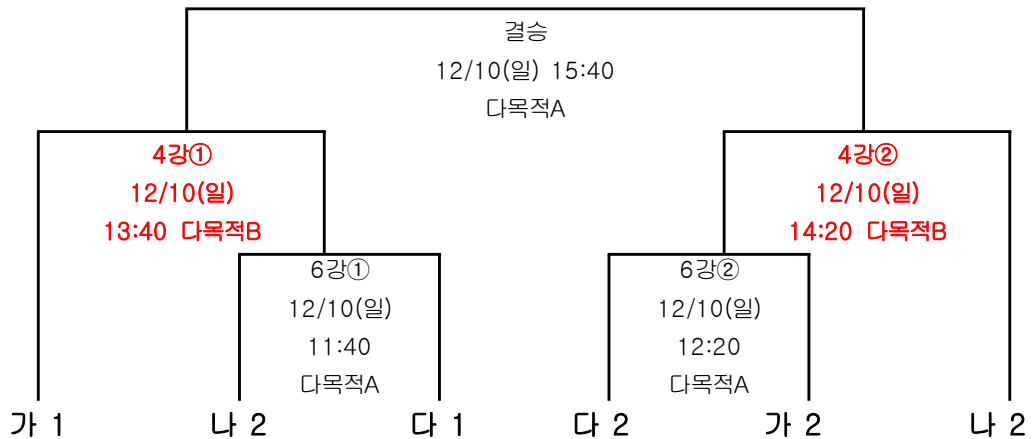 결승
12/10(일) 15:40
다목적A
4강①
12/10(일)
13:40 다목적B
4강②
12/10(일)
14:20 다목적B
6강①
12/10(일)
11:40
다목적A
6강②
12/10(일)
12:20
다목적A
가 1
나 2
다 1
다 2
가 2
나 2